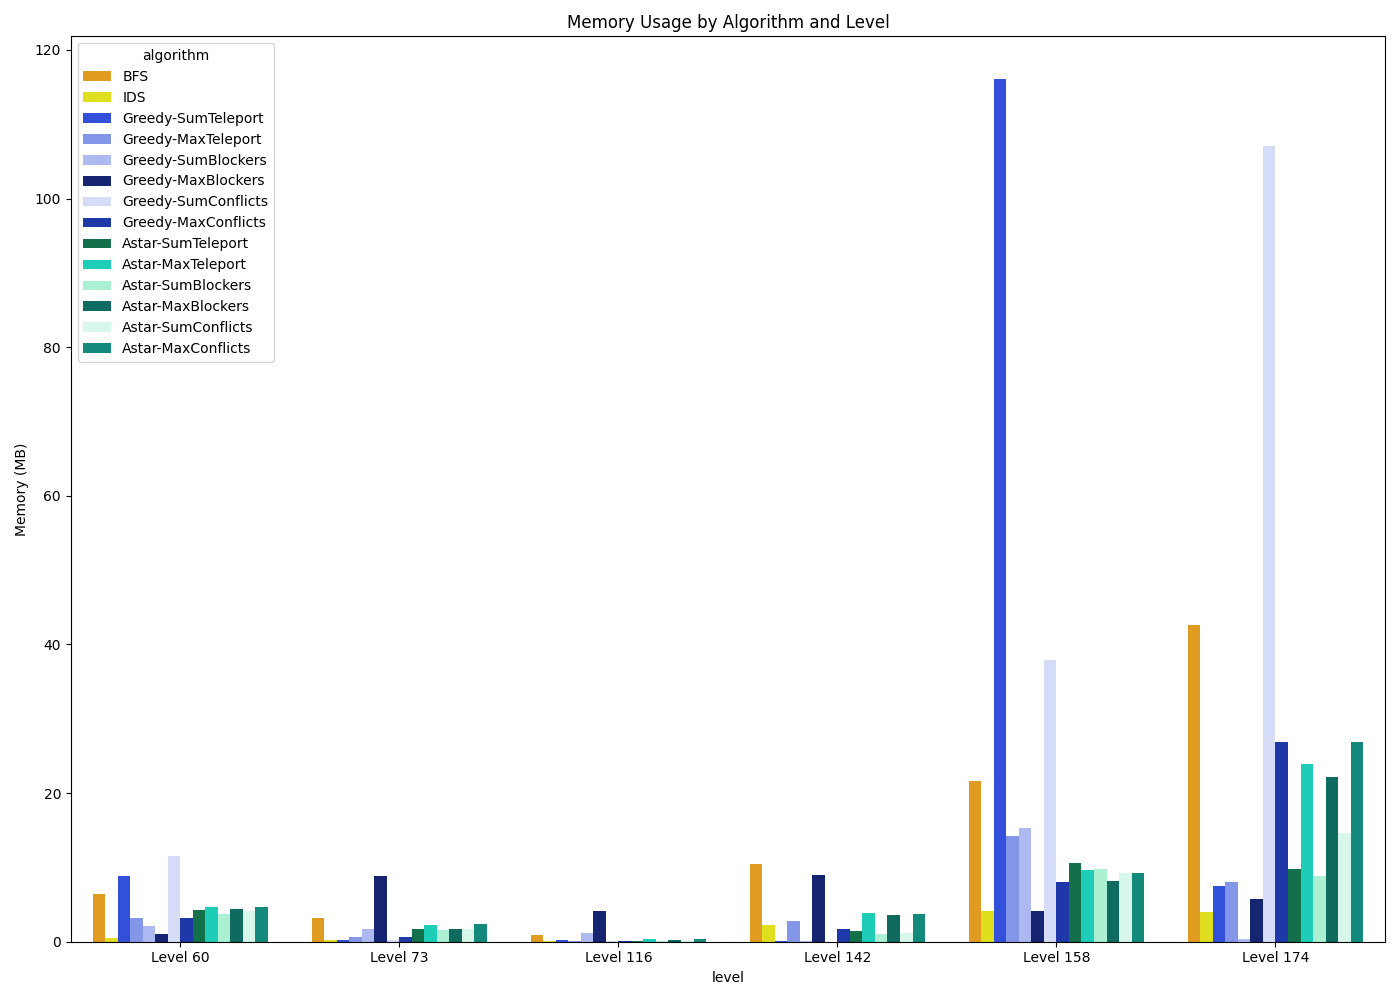 Memory Usage by Algorithm and Level
120
100
80
60
40
20
0
Memory (MB)
algorithm
BFS
IDS
Greedy-SumTeleport
Greedy-MaxTeleport
Greedy-SumBlockers
Greedy-MaxBlockers
Greedy-SumConflicts
Greedy-MaxConflicts
Astar-SumTeleport
Astar-MaxTeleport
Astar-SumBlockers
Astar-MaxBlockers
Astar-SumConflicts
Astar-MaxConflicts
Level 60 Level 73 Level 116 Level 142 Level 158 Level 174
level